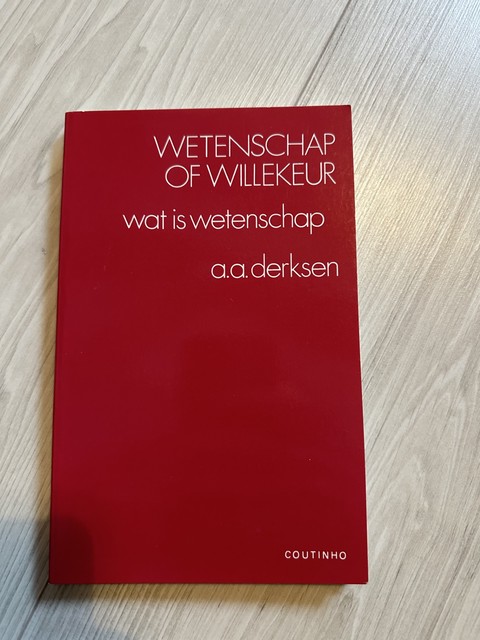 WETENSCHAP
OF WILLEKEUR
wat is wetenschap
a.a. derksen
COUTINHO